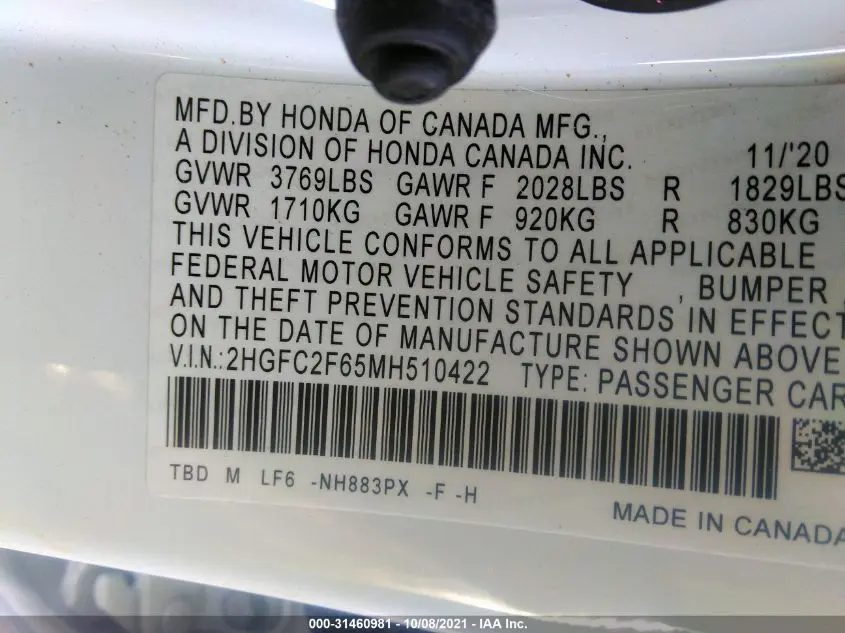 MFD.BY HONDA OF CANADA MFG.,
A DIVISION OF HONDA CANADA INC. 11/'20
GVWR 3769LBS GAWR F 2028LBS R 1829LBS
GVWR 1710KG GAWR F 920KG R 830KG
THIS VEHICLE CONFORMS TO ALL APPLICABLE
FEDERAL MOTOR VEHICLE SAFETY , BUMPER ,
AND THEFT PREVENTION STANDARDS IN EFFECT
ON THE DATE OF MANUFACTURE SHOWN ABOVE
V.I.N.:2HGFC2F65MH510422 TYPE: PASSENGER CAR
TBD M LF6 -NH883PX -F -H
MADE IN CANADA
000-31460981 - 10/08/2021 - IAA Inc.